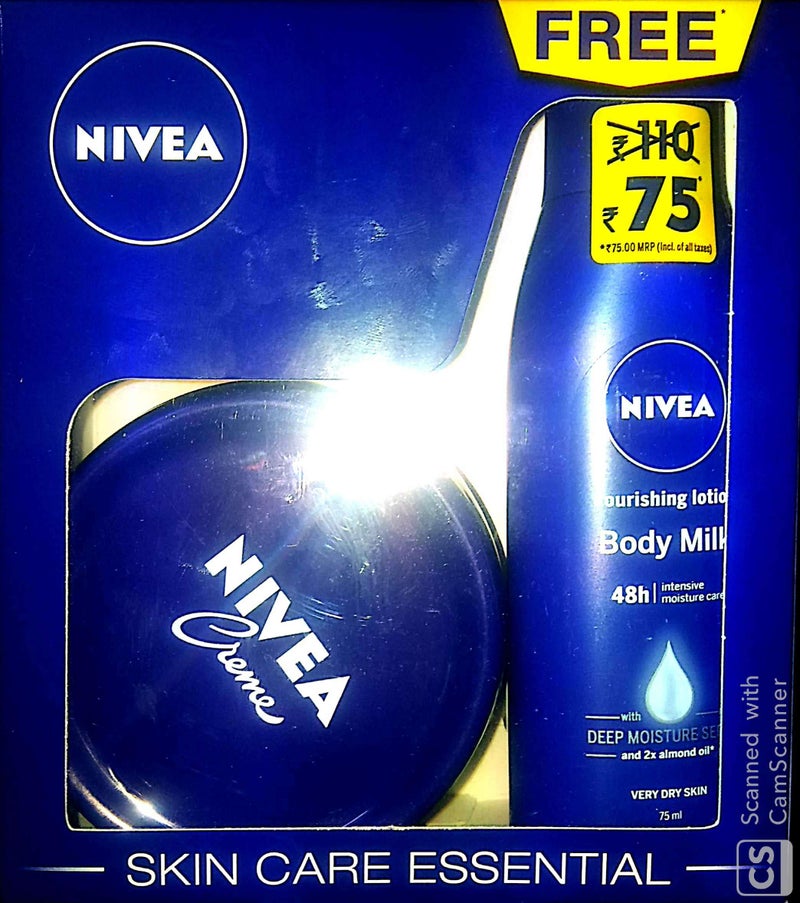 FREE*
NIVEA
₹110
₹75*
*₹75.00 MRP (Incl. of all taxes)
NIVEA
ourishing lotio
Body Mil
48h | intensive
moisture care
with
DEEP MOISTURE SE
and 2x almond oil*
VERY DRY SKIN
75 ml
NIVEA
Creme
SKIN CARE ESSENTIAL
Scanned with
CamScanner
CS